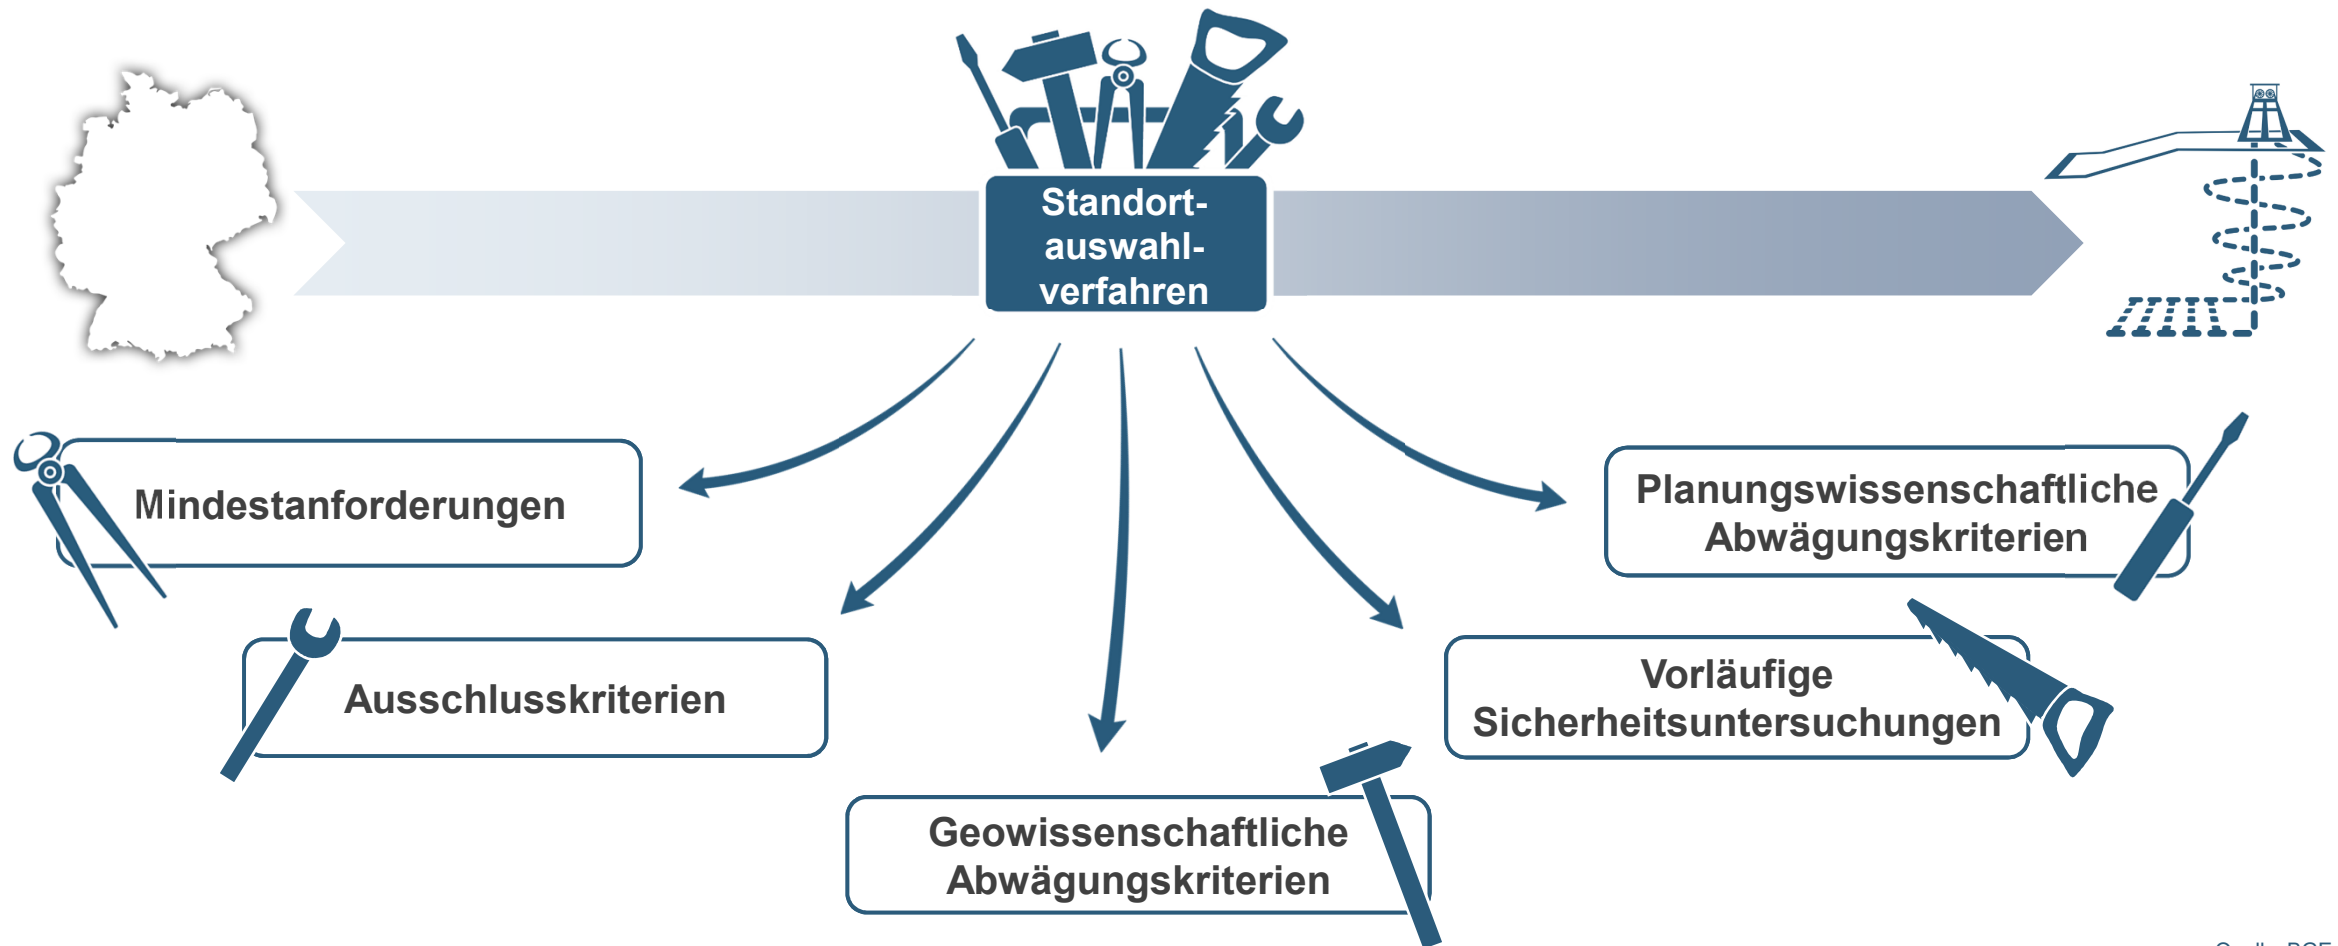 Standort-
auswahl-
verfahren
Mindestanforderungen
Planungswissenschaftliche
Abwägungskriterien
Ausschlusskriterien
Vorläufige
Sicherheitsuntersuchungen
Geowissenschaftliche
Abwägungskriterien